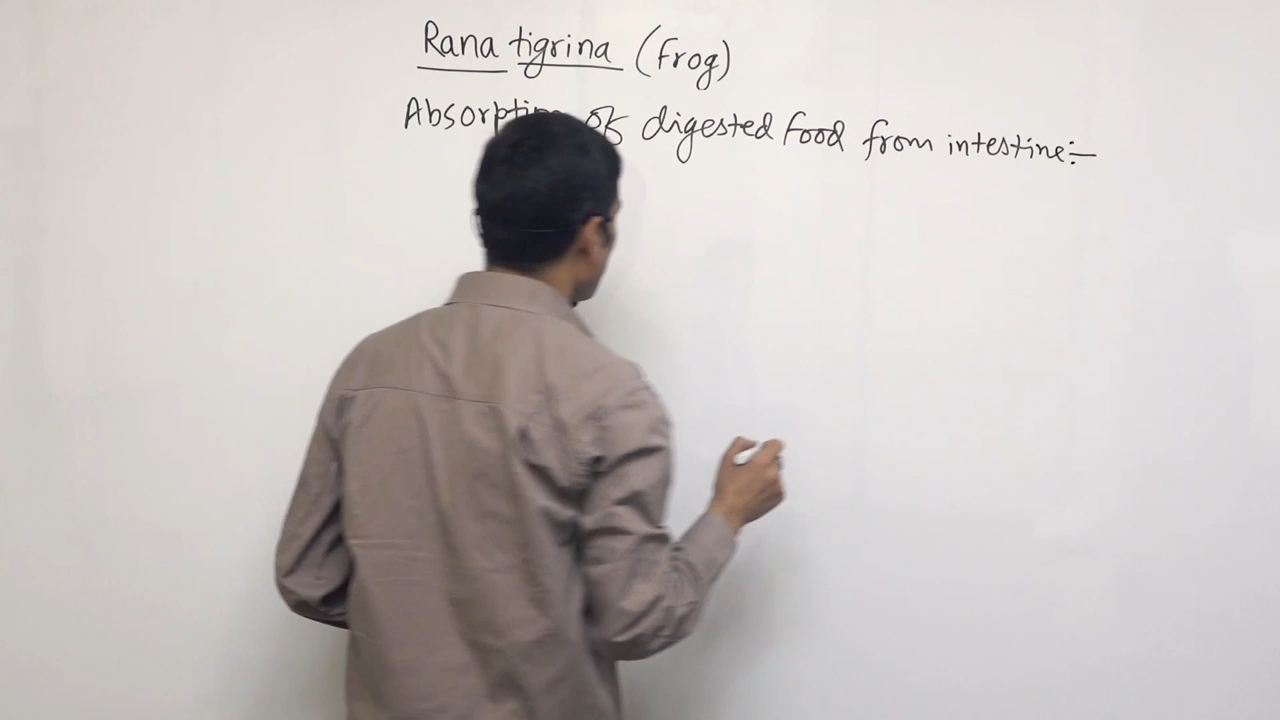 Rana tigrina (Frog)
Absorption of digested food from intestine:-